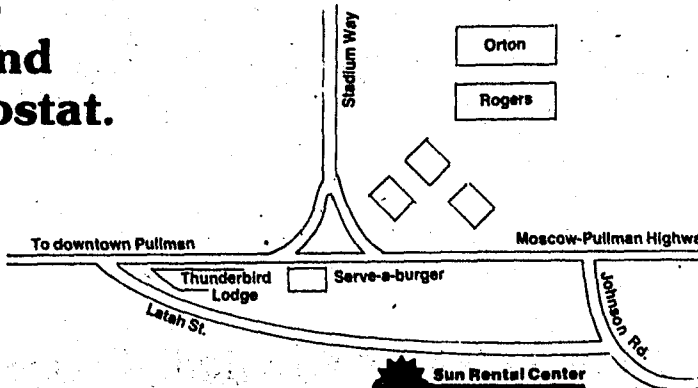 nd
ostat.
Stadium Way
Orton
Rogers
To downtown Pullman
Moscow-Pullman Highwa
Thunderbird
Lodge
Serve-a-burger
Latah St.
Johnson Rd.
Sun Rental Center